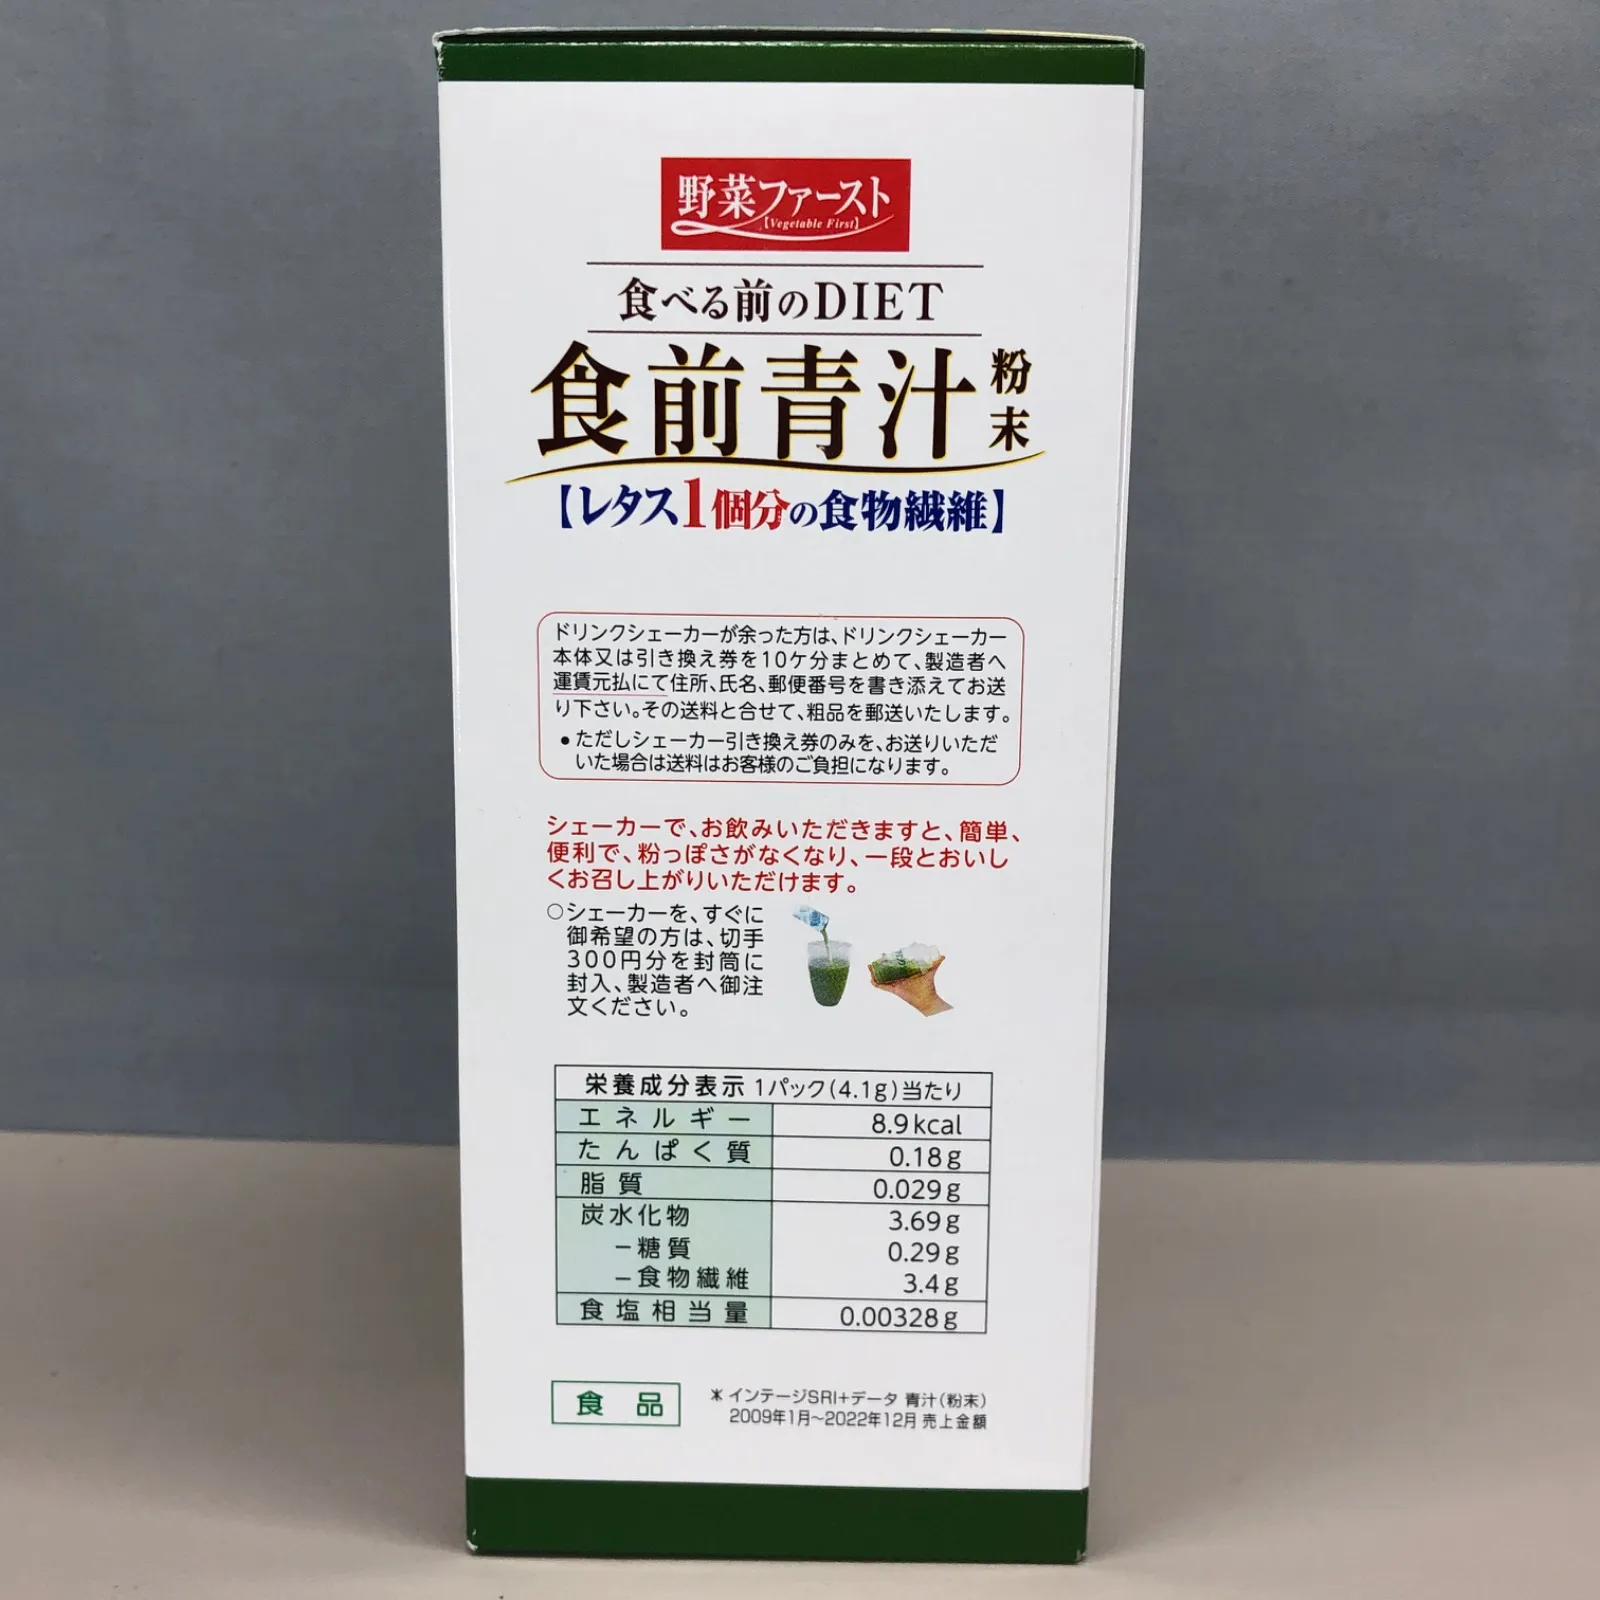 野菜ファースト
【Vegetable First】
食べる前のDIET
食前青汁 粉末
【レタス1個分の食物繊維】
ドリンクシェーカーが余った方は、ドリンクシェーカー
本体又は引き換え券を10ケ分まとめて、製造者へ
運賃元払にて住所、氏名、郵便番号を書き添えてお送
り下さい。その送料と合せて、粗品を郵送いたします。
●ただしシェーカー引き換え券のみを、お送りいただ
いた場合は送料はお客様のご負担になります。
シェーカーで、お飲みいただきますと、簡単、
便利で、粉っぽさがなくなり、一段とおいし
くお召し上がりいただけます。
○シェーカーを、すぐに
御希望の方は、切手
300円分を封筒に
封入、製造者へ御注
文ください。
栄養成分表示 1パック(4.1g)当たり
エネルギー 8.9kcal
たんぱく質 0.18g
脂質 0.029g
炭水化物 3.69g
－糖質 0.29g
－食物繊維 3.4g
食塩相当量 0.00328g
食品
＊インテージSRI+データ 青汁(粉末)
2009年1月～2022年12月 売上金額